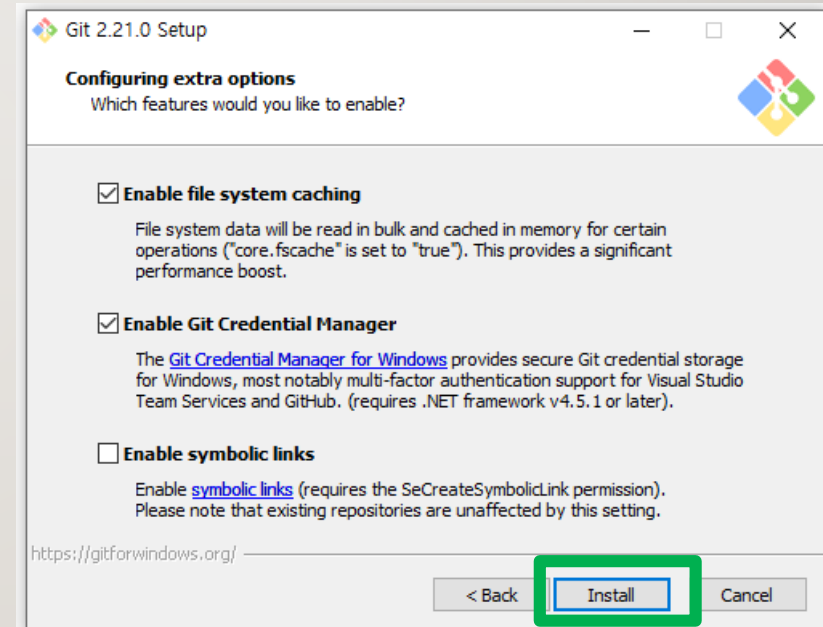 Git 2.21.0 Setup
Configuring extra options
Which features would you like to enable?
Enable file system caching
File system data will be read in bulk and cached in memory for certain
operations ("core.fscache" is set to "true"). This provides a significant
performance boost.
Enable Git Credential Manager
The Git Credential Manager for Windows provides secure Git credential storage
for Windows, most notably multi-factor authentication support for Visual Studio
Team Services and GitHub. (requires .NET framework v4.5.1 or later).
Enable symbolic links
Enable symbolic links (requires the SeCreateSymbolicLink permission).
Please note that existing repositories are unaffected by this setting.
https://gitforwindows.org/
< Back Install Cancel